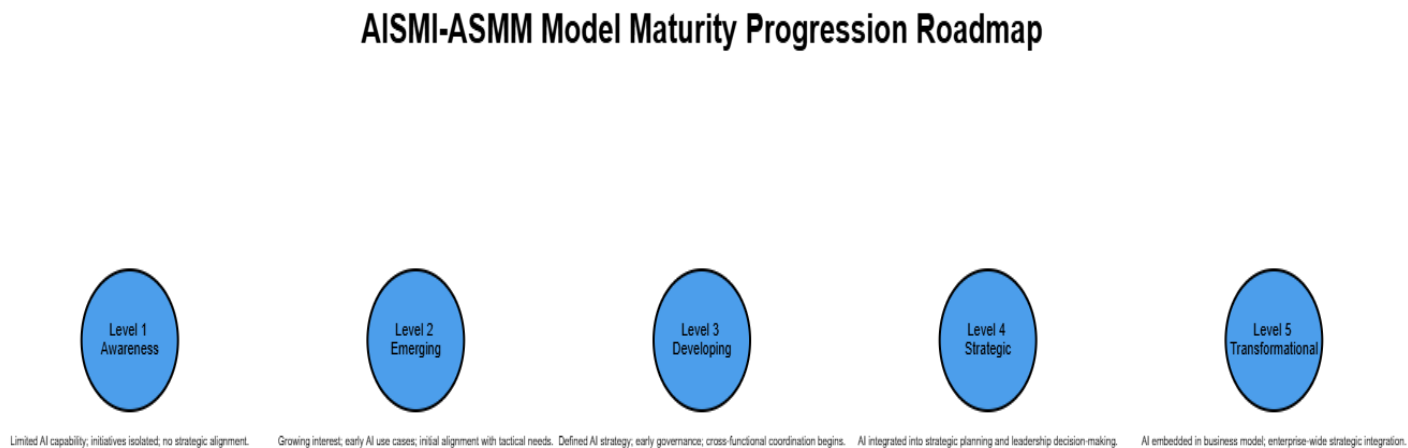 AISMI-ASMM Model Maturity Progression Roadmap
Level 1
Awareness
Level 2
Emerging
Level 3
Developing
Level 4
Strategic
Level 5
Transformational
Limited AI capability; initiatives isolated; no strategic alignment.
Growing interest; early AI use cases; initial alignment with tactical needs.
Defined AI strategy; early governance; cross-functional coordination begins.
AI integrated into strategic planning and leadership decision-making.
AI embedded in business model; enterprise-wide strategic integration.